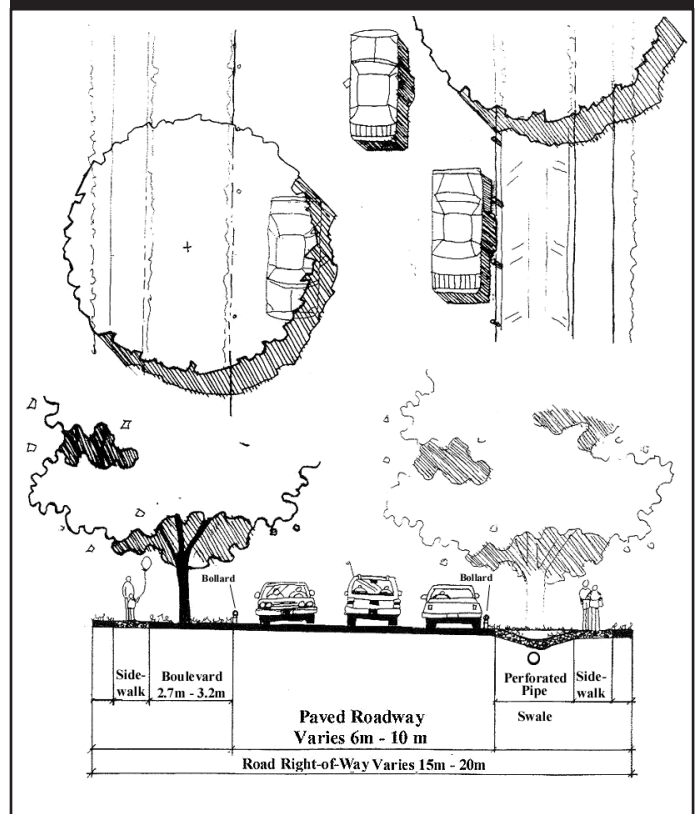 Bollard
Bollard
Side-
walk
Boulevard
2.7m - 3.2m
Perforated
Pipe
Side-
walk
Swale
Paved Roadway
Varies 6m - 10 m
Road Right-of-Way Varies 15m - 20m